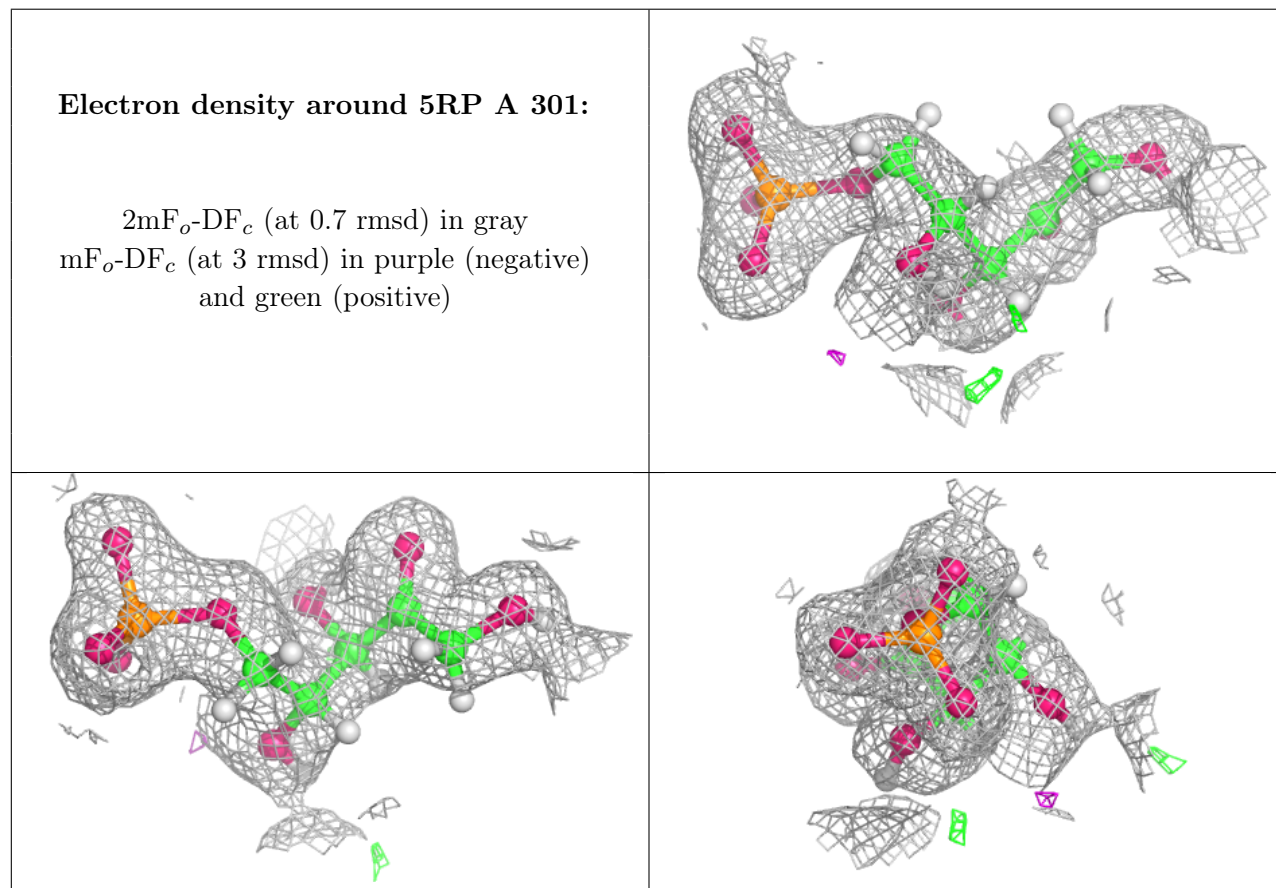 Electron density around 5RP A 301:
2mFo-DFc (at 0.7 rmsd) in gray
mFo-DFc (at 3 rmsd) in purple (negative)
and green (positive)